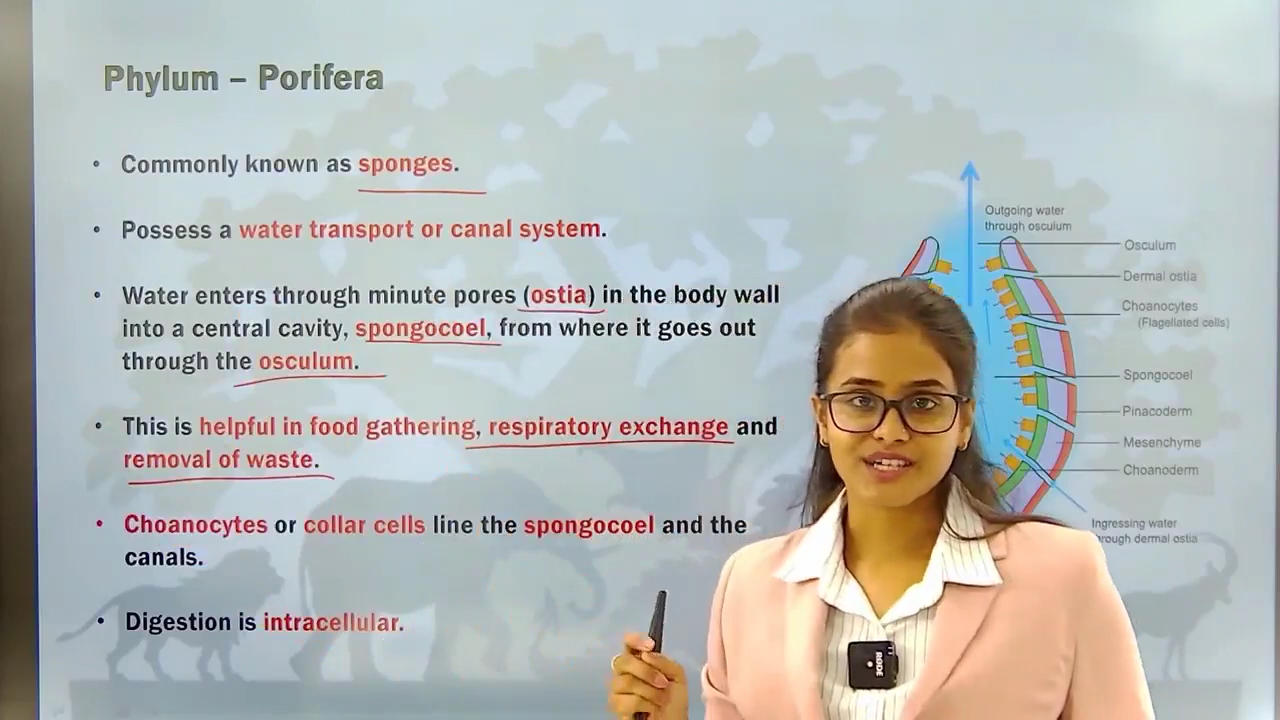 Phylum – Porifera
• Commonly known as sponges.
• Possess a water transport or canal system.
• Water enters through minute pores (ostia) in the body wall
into a central cavity, spongocoel, from where it goes out
through the osculum.
• This is helpful in food gathering, respiratory exchange and
removal of waste.
• Choanocytes or collar cells line the spongocoel and the
canals.
• Digestion is intracellular.
Outgoing water
through osculum
Osculum
Dermal ostia
Choanocytes
(Flagellated cells)
Spongocoel
Pinacoderm
Mesenchyme
Choanoderm
Ingressing water
through dermal ostia
RØDE